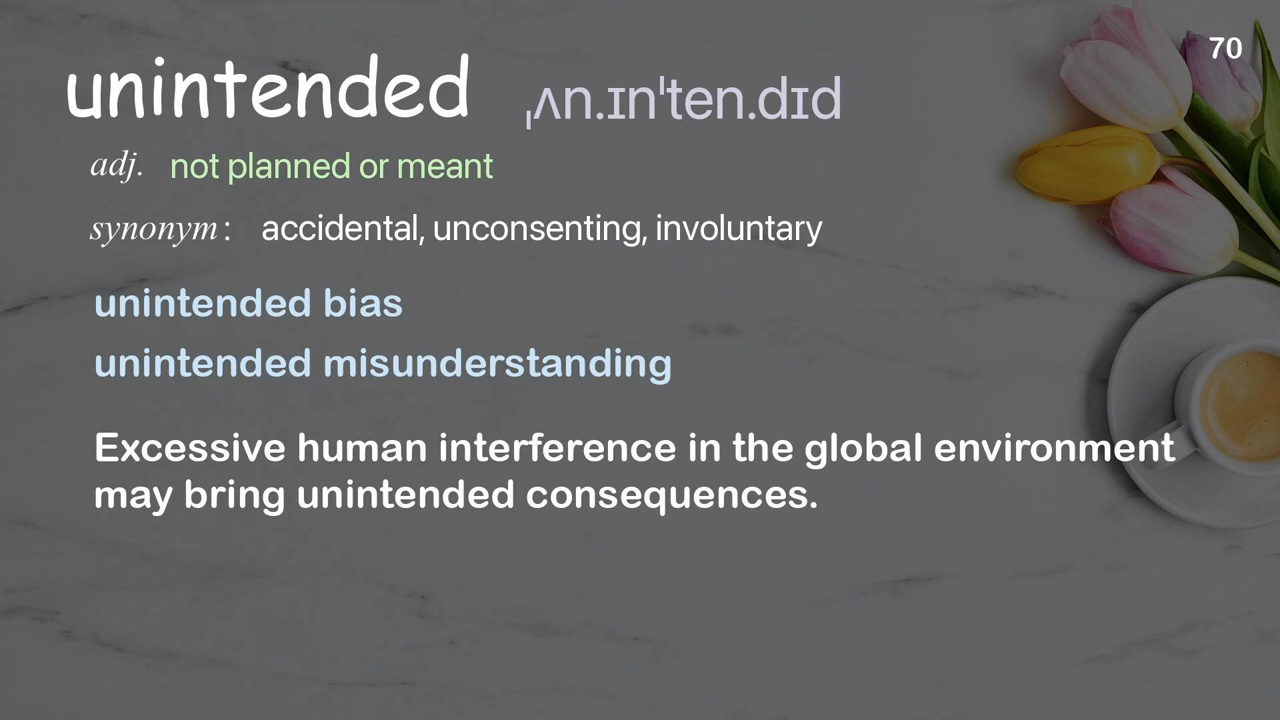 70
unintended ˌʌn.ɪnˈten.dɪd
adj. not planned or meant
synonym: accidental, unconsenting, involuntary
unintended bias
unintended misunderstanding
Excessive human interference in the global environment
may bring unintended consequences.